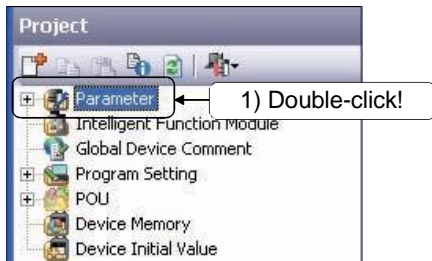 Project
Parameter
1) Double-click!
Intelligent Function Module
Global Device Comment
Program Setting
POU
Device Memory
Device Initial Value